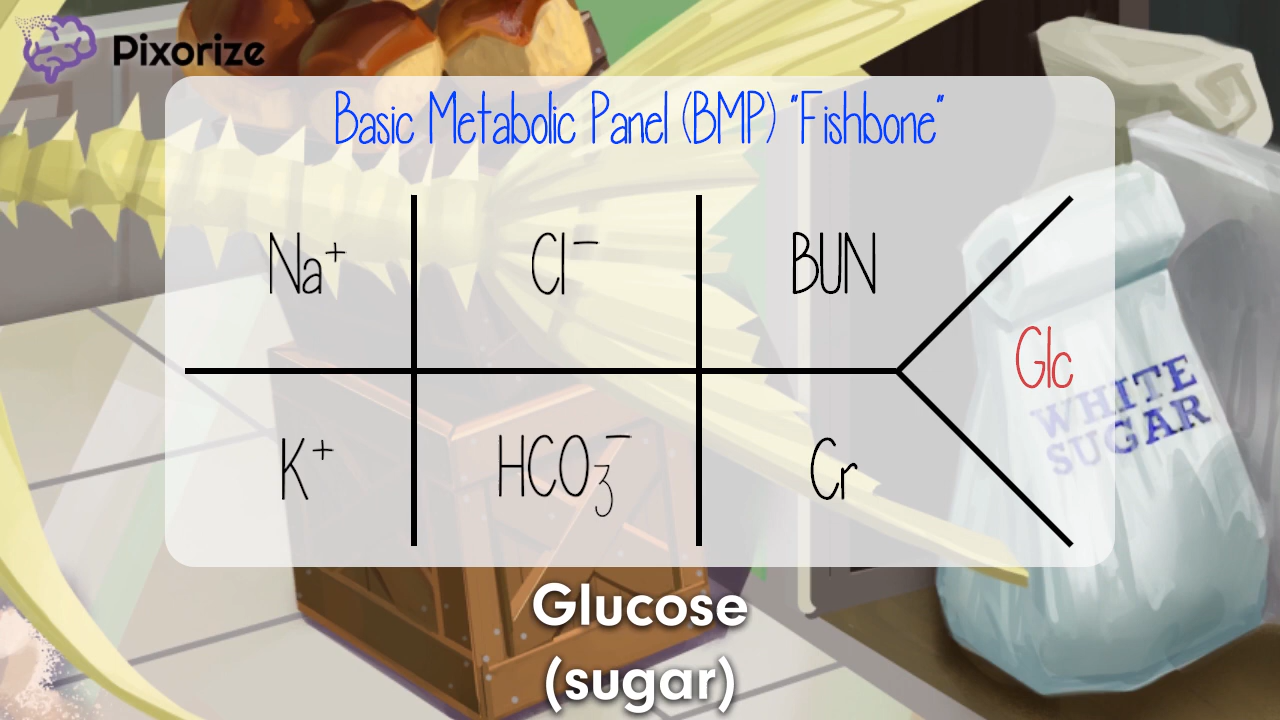 Pixorize
Basic Metabolic Panel (BMP) "Fishbone"
Na⁺ Cl⁻ BUN
Glc
K⁺ HCO₃⁻ Cr
WHITE
SUGAR
Glucose
(sugar)